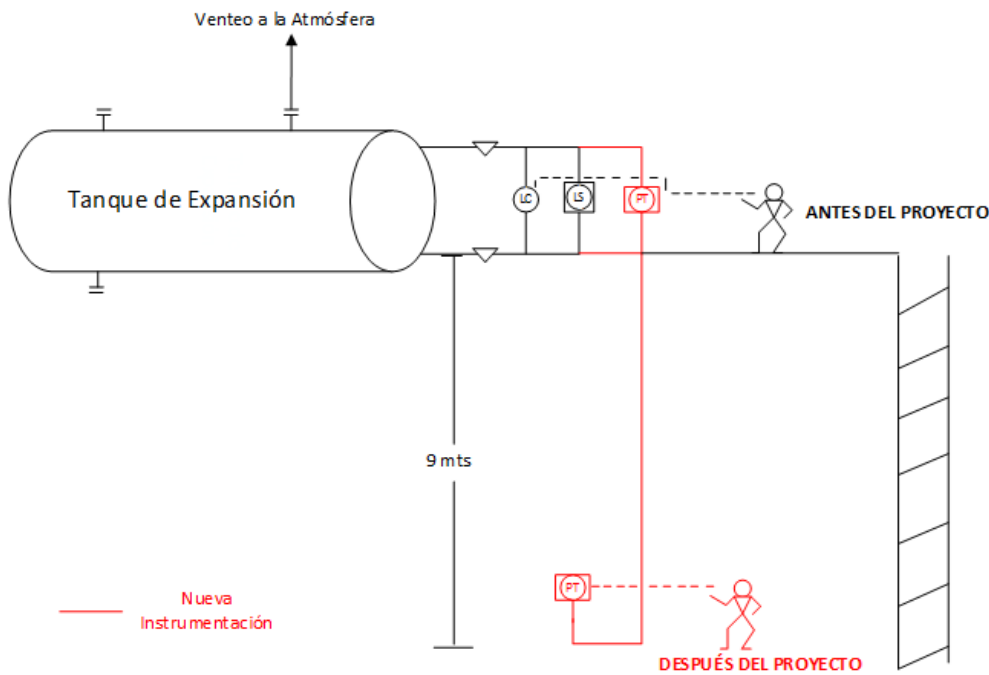 Venteo a la Atmósfera
Tanque de Expansión
LC
LS
PT
ANTES DEL PROYECTO
9 mts
PT
Nueva
Instrumentación
DESPUÉS DEL PROYECTO